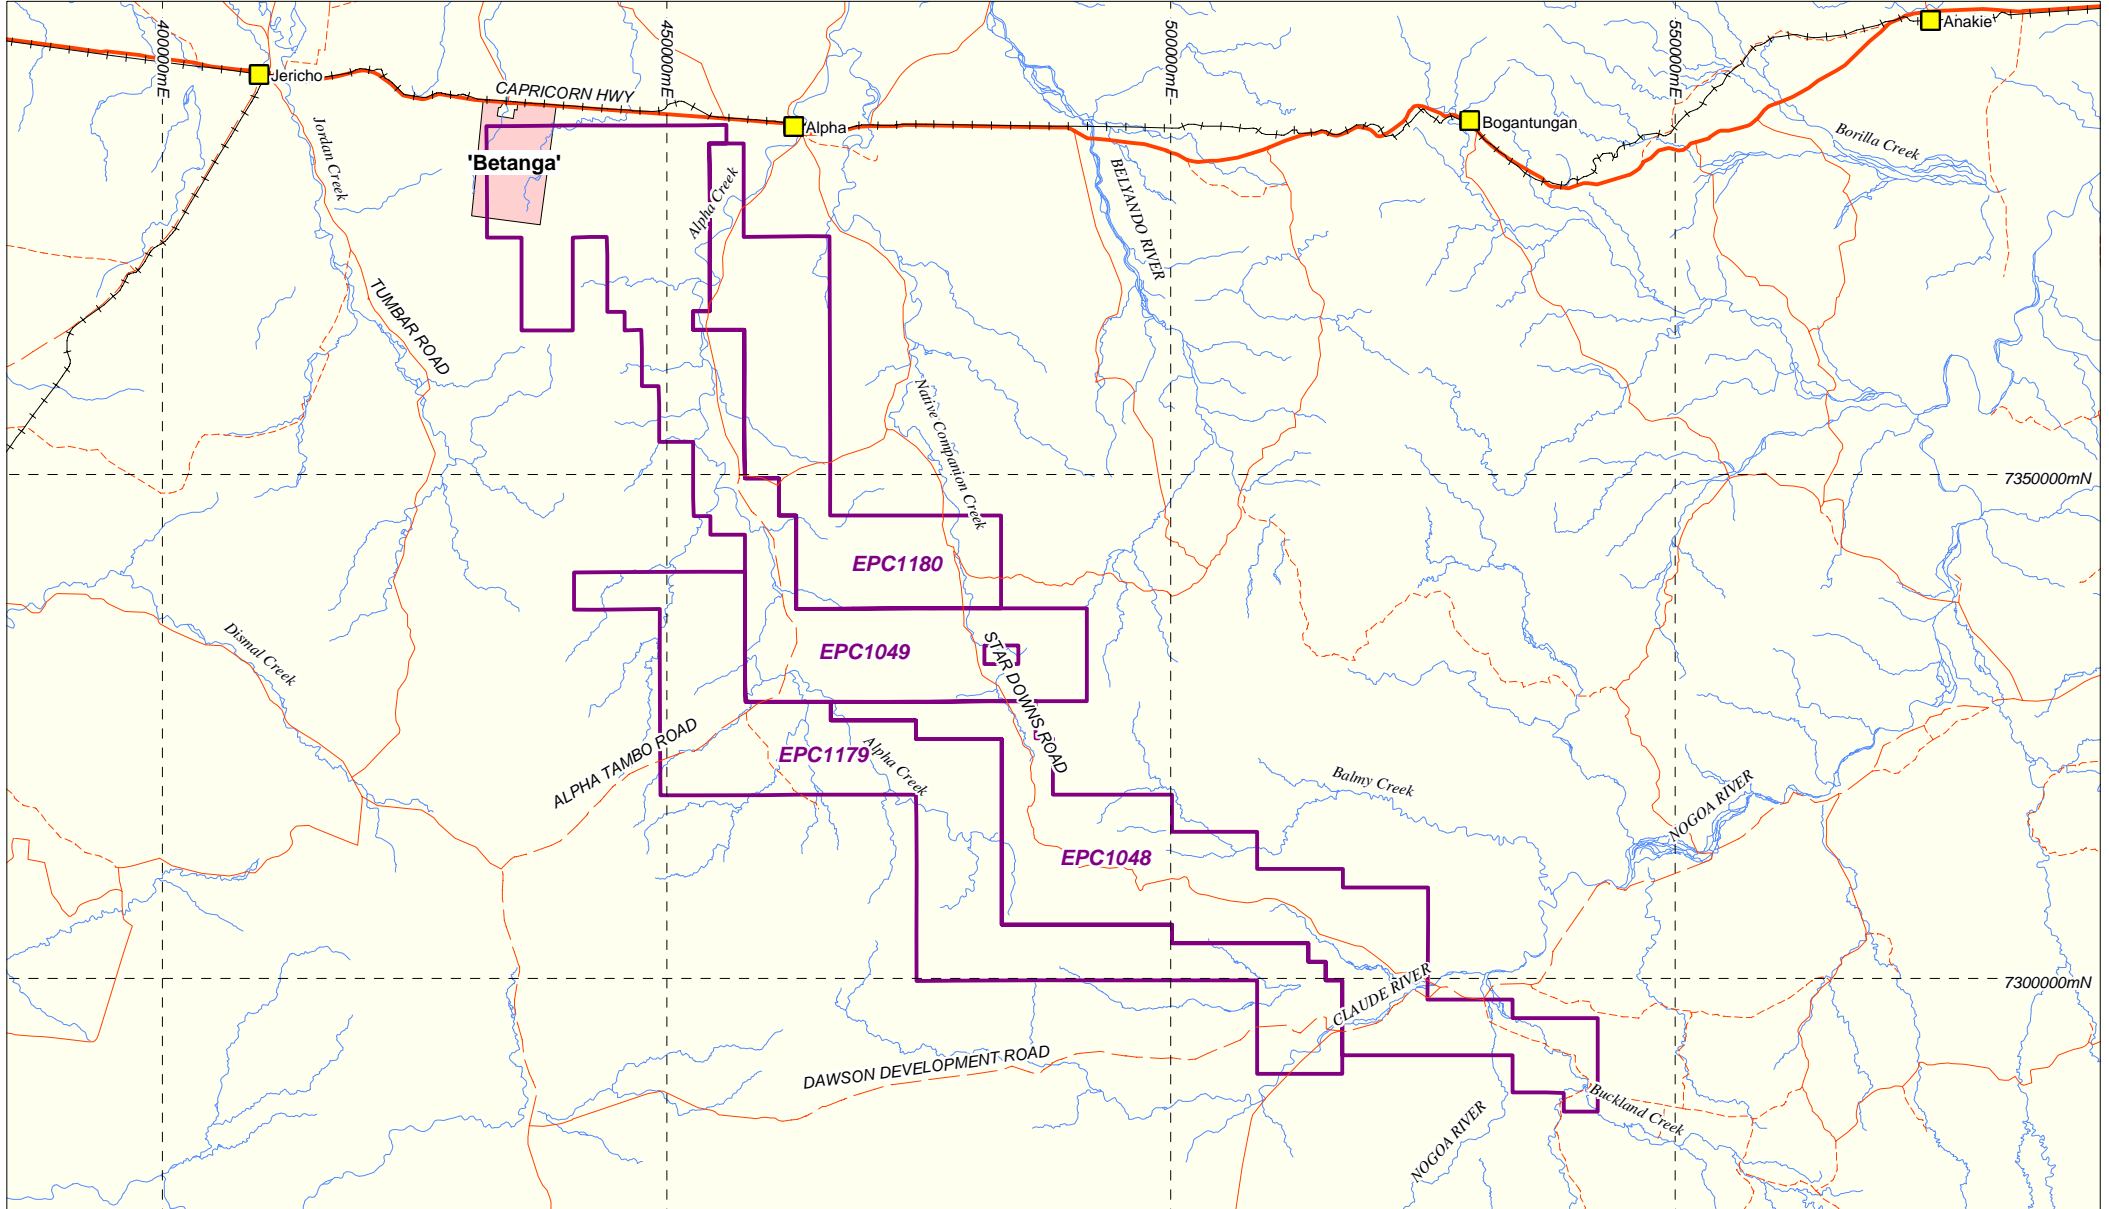 400000mE
450000mE
500000mE
550000mE
Anakie
Jericho
CAPRICORN HWY
Alpha
Bogantungan
Borilla Creek
Jordan Creek
'Betanga'
Alpha Creek
BELYANDO RIVER
TUMBAR ROAD
Native Companion Creek
7350000mN
EPC1180
Dismal Creek
EPC1049
STAR DOWNS ROAD
ALPHA TAMBO ROAD
EPC1179
Alpha Creek
Balmy Creek
NOGOA RIVER
EPC1048
7300000mN
CLAUDE RIVER
DAWSON DEVELOPMENT ROAD
Buckland Creek
NOGOA RIVER